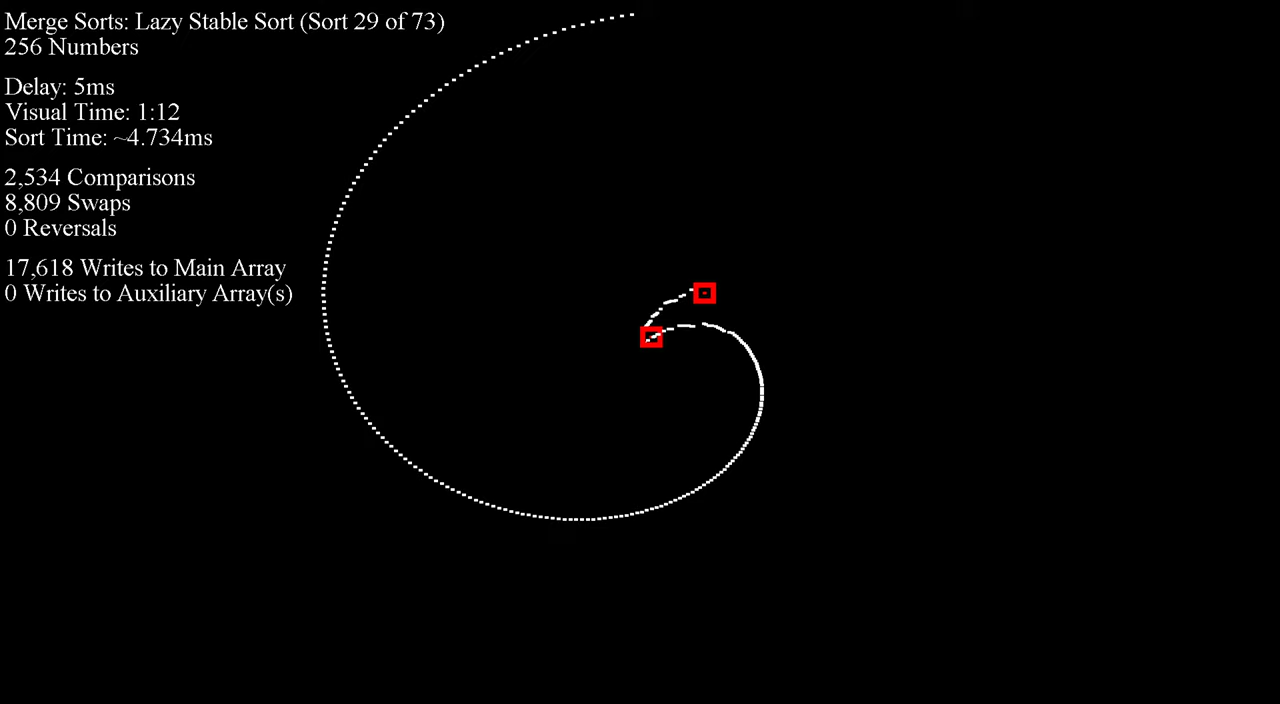 Merge Sorts: Lazy Stable Sort (Sort 29 of 73)
256 Numbers
Delay: 5ms
Visual Time: 1:12
Sort Time: ~4.734ms
2,534 Comparisons
8,809 Swaps
0 Reversals
17,618 Writes to Main Array
0 Writes to Auxiliary Array(s)